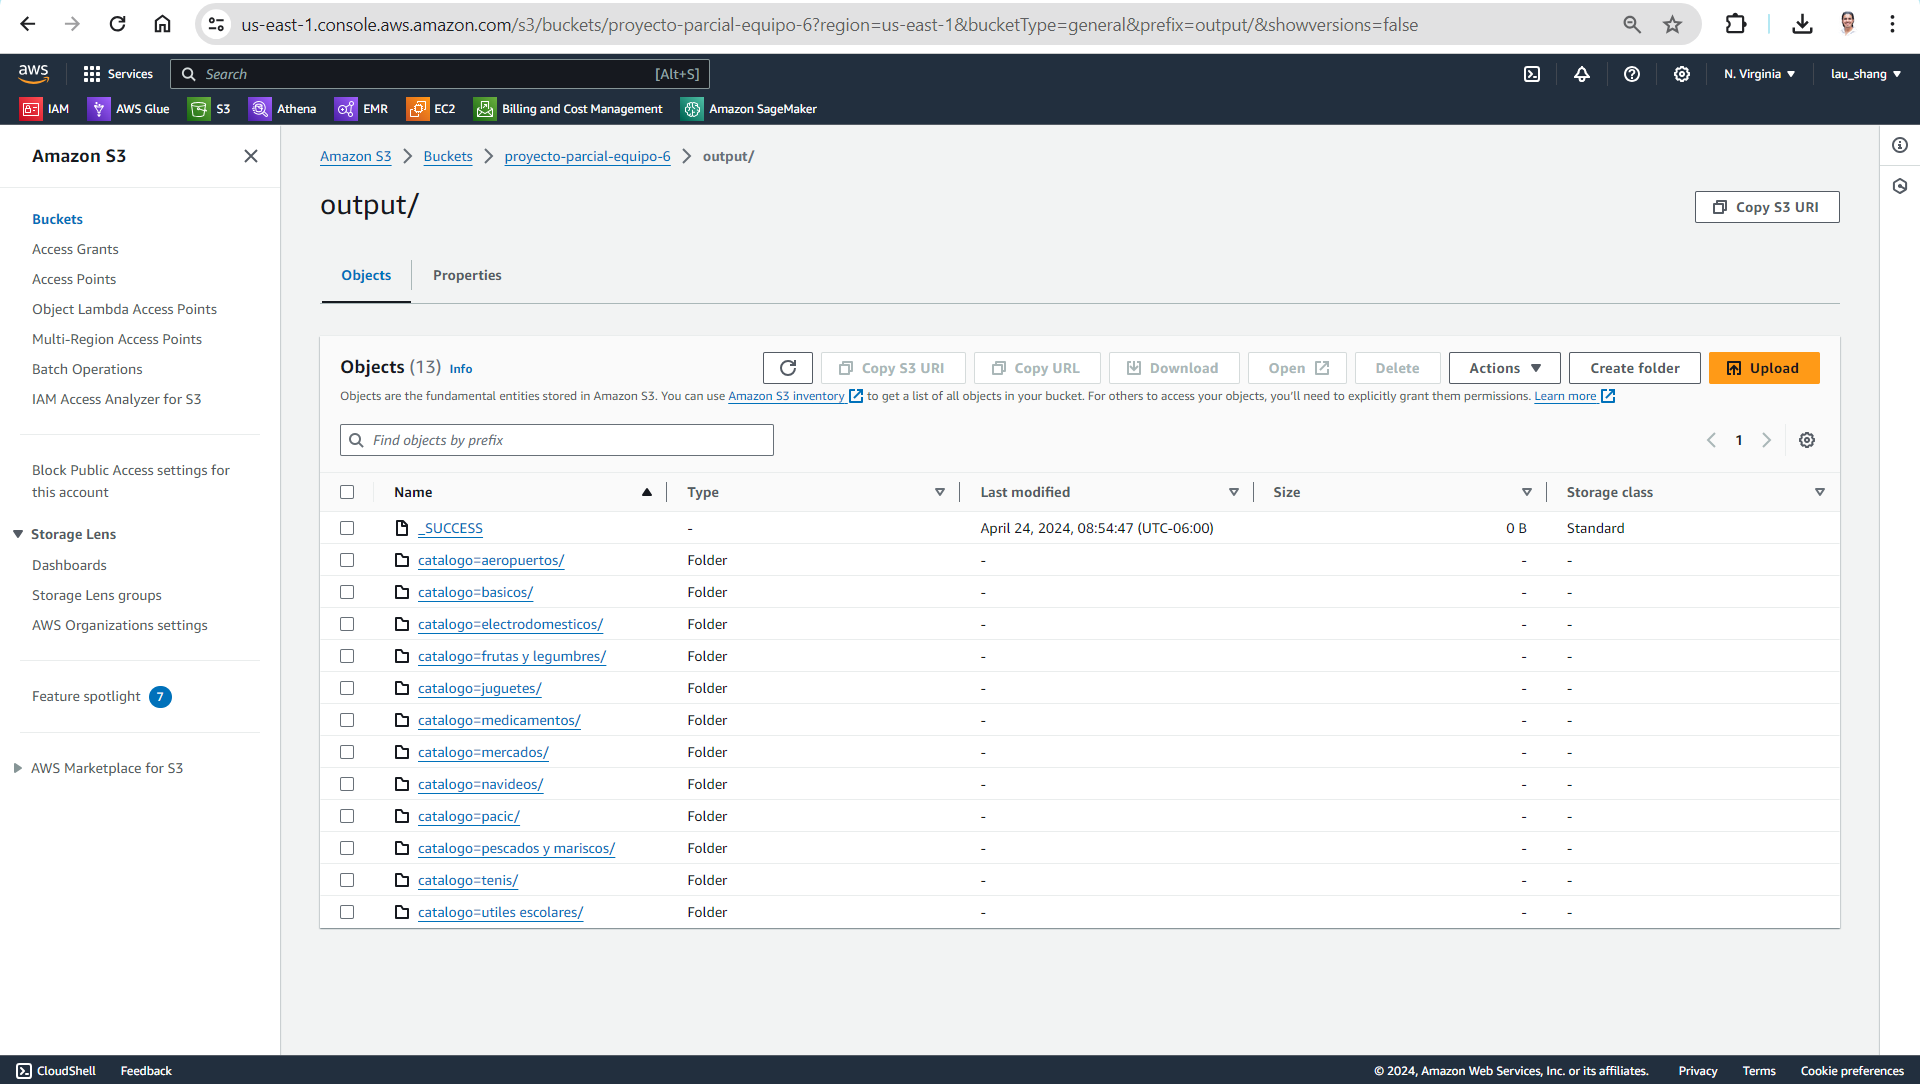 us-east-1.console.aws.amazon.com/s3/buckets/proyecto-parcial-equipo-6?region=us-east-1&bucketType=general&prefix=output/&showversions=false
aws Services Search [Alt+S] N. Virginia lau_shang
IAM AWS Glue S3 Athena EMR EC2 Billing and Cost Management Amazon SageMaker
Amazon S3
Buckets
Access Grants
Access Points
Object Lambda Access Points
Multi-Region Access Points
Batch Operations
IAM Access Analyzer for S3
Block Public Access settings for
this account
Storage Lens
Dashboards
Storage Lens groups
AWS Organizations settings
Feature spotlight 7
AWS Marketplace for S3
Amazon S3 Buckets proyecto-parcial-equipo-6 output/
output/
Copy S3 URI
Objects Properties
Objects (13) Info Copy S3 URI Copy URL Download Open Delete Actions Create folder Upload
Objects are the fundamental entities stored in Amazon S3. You can use Amazon S3 inventory to get a list of all objects in your bucket. For others to access your objects, you'll need to explicitly grant them permissions. Learn more
Find objects by prefix 1
Name Type Last modified Size Storage class
_SUCCESS - April 24, 2024, 08:54:47 (UTC-06:00) 0 B Standard
catalogo=aeropuertos/ Folder - - -
catalogo=basicos/ Folder - - -
catalogo=electrodomesticos/ Folder - - -
catalogo=frutas y legumbres/ Folder - - -
catalogo=juguetes/ Folder - - -
catalogo=medicamentos/ Folder - - -
catalogo=mercados/ Folder - - -
catalogo=navideos/ Folder - - -
catalogo=pacic/ Folder - - -
catalogo=pescados y mariscos/ Folder - - -
catalogo=tenis/ Folder - - -
catalogo=utiles escolares/ Folder - - -
CloudShell Feedback © 2024, Amazon Web Services, Inc. or its affiliates. Privacy Terms Cookie preferences